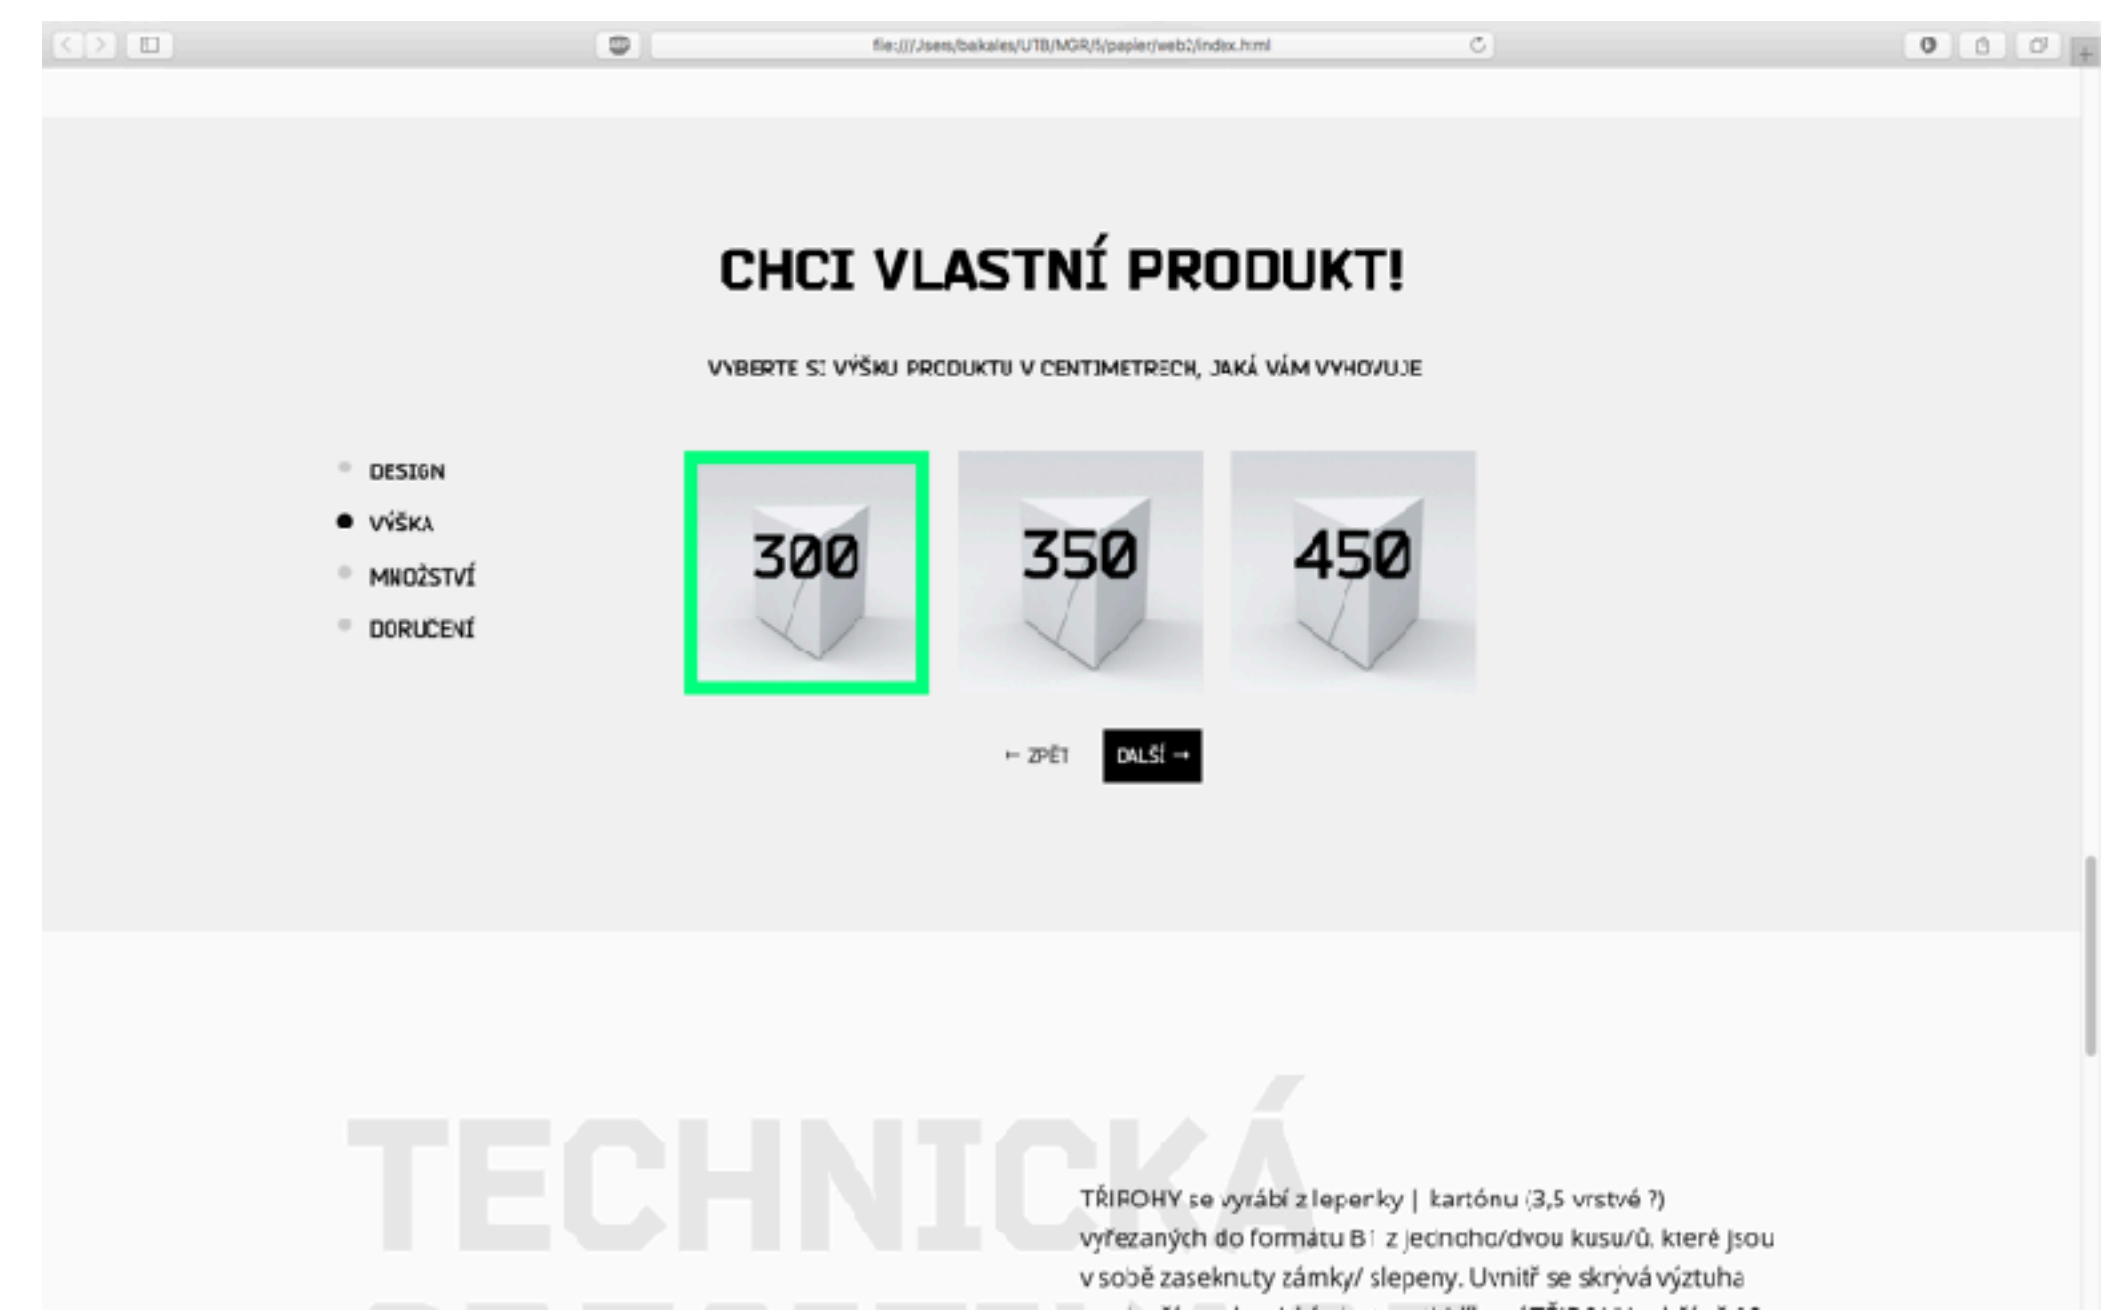 CHCI VLASTNÍ PRODUKT!
VYBERTE SI VÝŠKU PRODUKTU V CENTIMETRECH, JAKÁ VÁM VYHOVUJE
DESIGN
VÝŠKA
MNOŽSTVÍ
DORUČENÍ
300
350
450
← ZPĚT
DALŠÍ →
TECHNICKÁ
TŘIROHY se vyrábí z lepenky | kartónu (3,5 vrstvé ?)
vyřezaných do formátu B1 z jednoho/dvou kusu/ů, které jsou
v sobě zaseknuty zámky/ slepeny. Uvnitř se skrývá výztuha